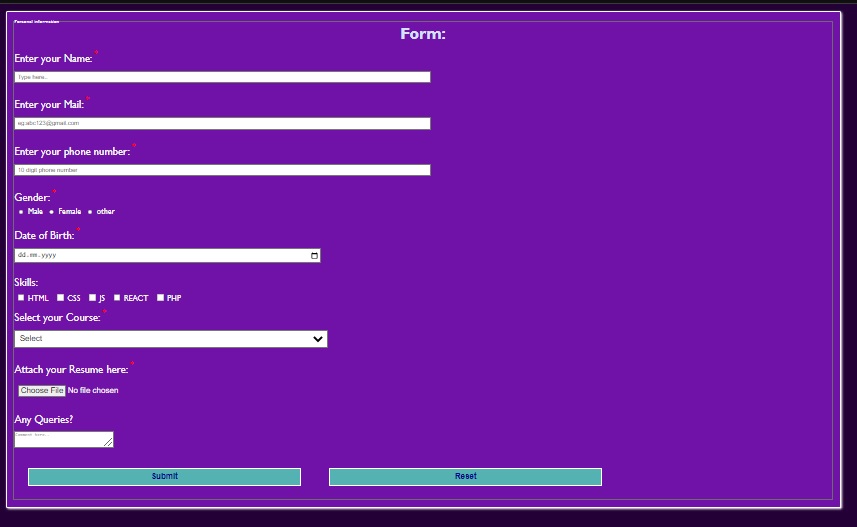 Personal information
Form:
Enter your Name: *
Type here..
Enter your Mail: *
eg:abc123@gmail.com
Enter your phone number: *
10 digit phone number
Gender: *
Male Female other
Date of Birth: *
dd.mm.yyyy
Skills:
HTML CSS JS REACT PHP
Select your Course: *
Select
Attach your Resume here: *
Choose File No file chosen
Any Queries?
Comment here...
Submit Reset